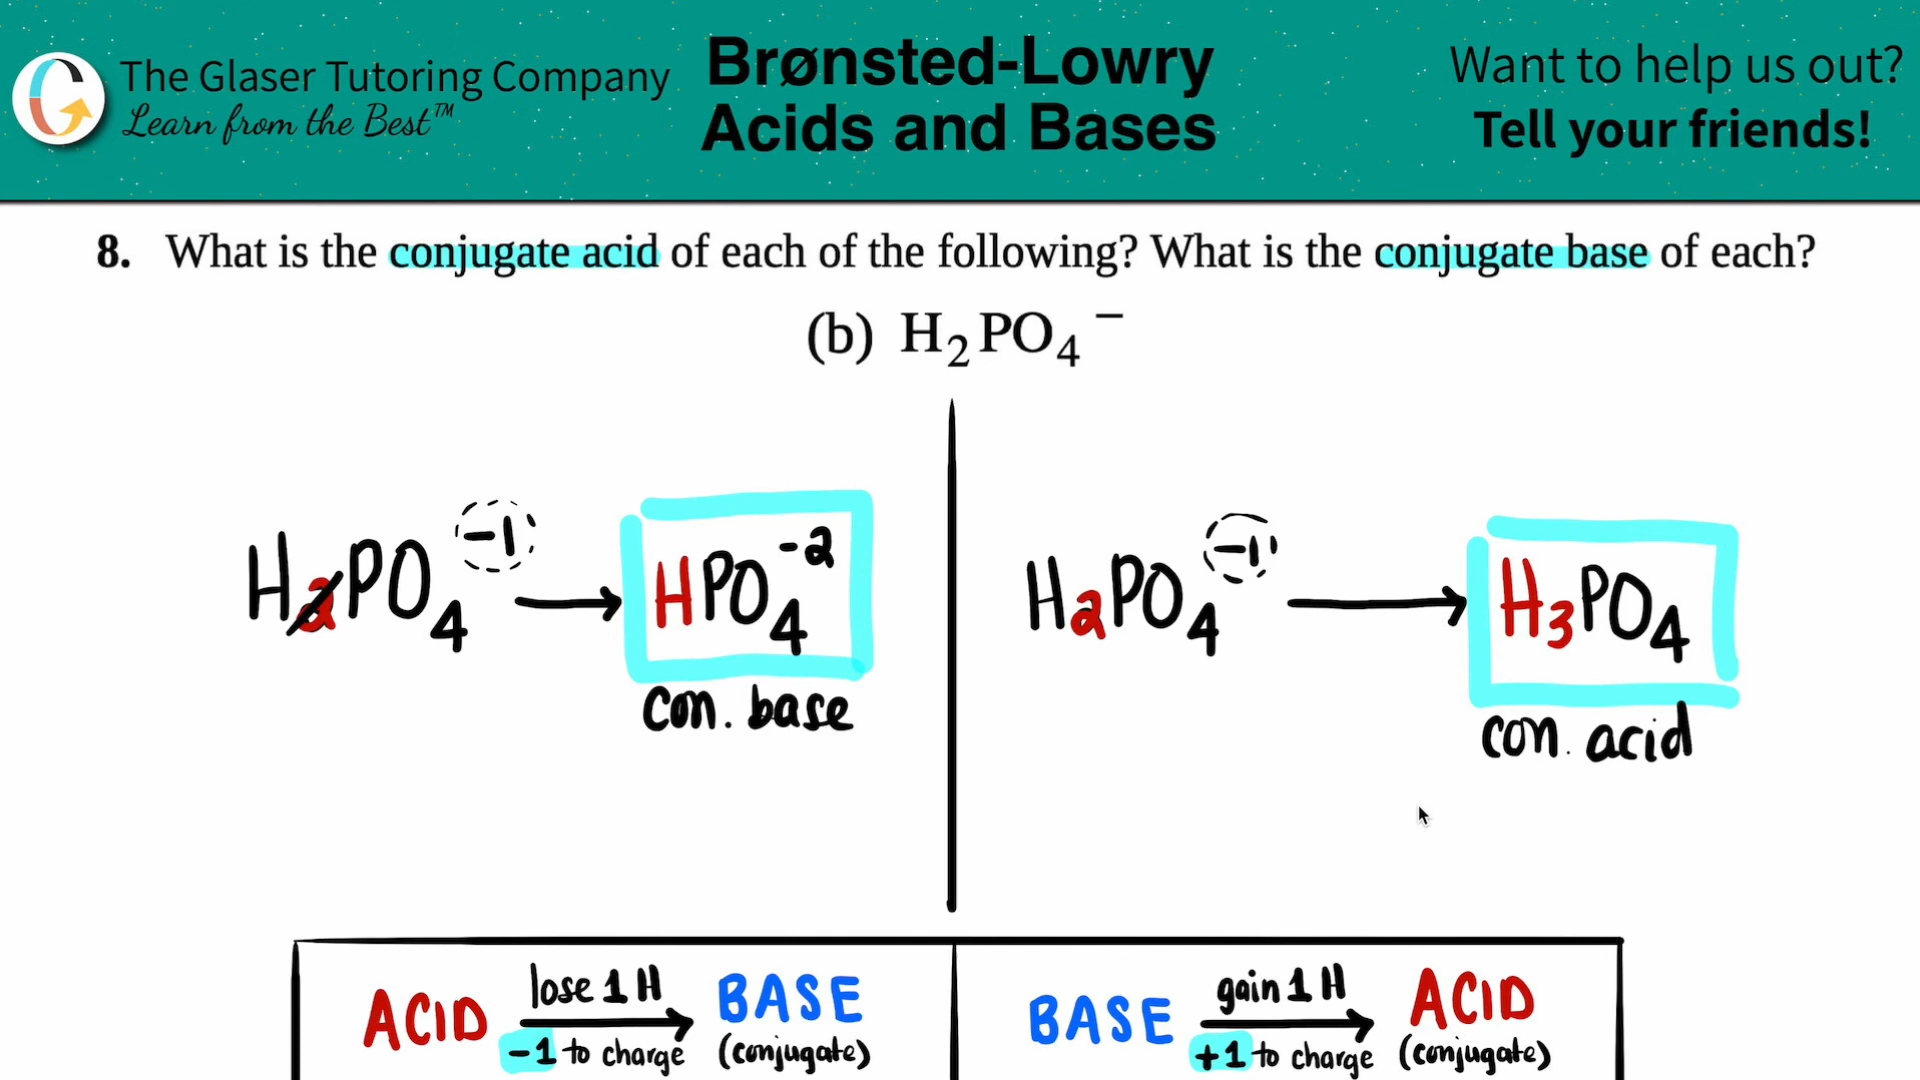 The Glaser Tutoring Company
Learn from the Best™
Brønsted-Lowry
Acids and Bases
Want to help us out?
Tell your friends!
8. What is the conjugate acid of each of the following? What is the conjugate base of each?
(b) H₂PO₄⁻
H₂PO₄⁻¹ → HPO₄⁻²
con. base
H₂PO₄⁻¹ → H₃PO₄
con. acid
ACID lose 1 H → BASE
-1 to charge (conjugate)
BASE gain 1 H → ACID
+1 to charge (conjugate)